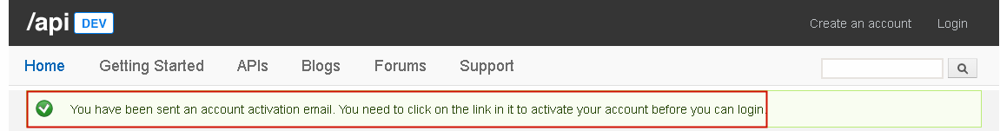 /api DEV
Create an account Login
Home Getting Started APIs Blogs Forums Support
You have been sent an account activation email. You need to click on the link in it to activate your account before you can login.